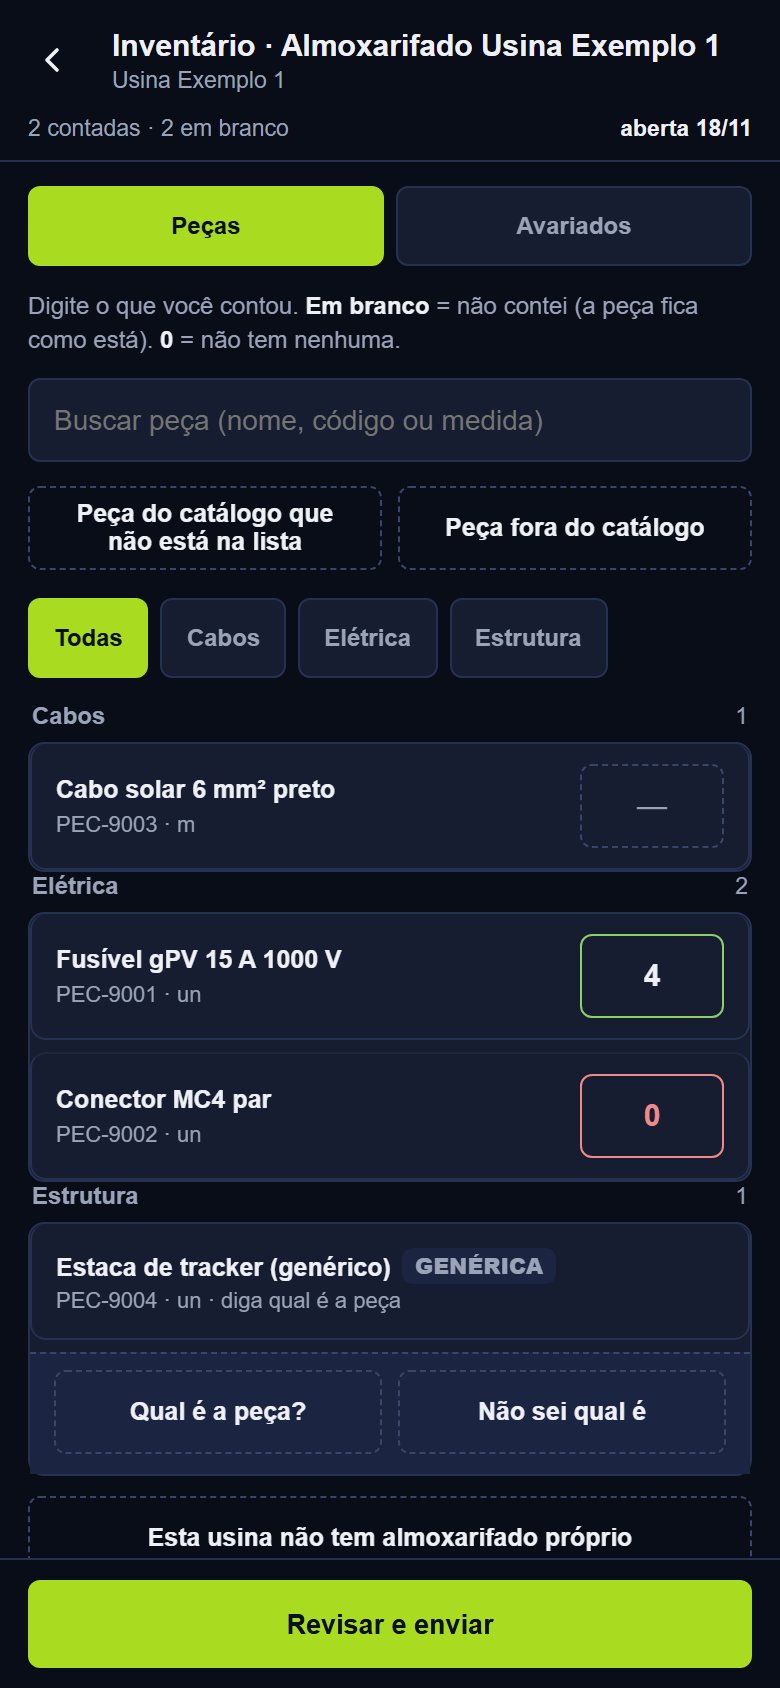 Inventário · Almoxarifado Usina Exemplo 1
Usina Exemplo 1
2 contadas · 2 em branco
aberta 18/11
Peças
Avariados
Digite o que você contou. Em branco = não contei (a peça fica
como está). 0 = não tem nenhuma.
Buscar peça (nome, código ou medida)
Peça do catálogo que
não está na lista
Peça fora do catálogo
Todas
Cabos
Elétrica
Estrutura
Cabos
1
Cabo solar 6 mm² preto
—
PEC-9003 · m
Elétrica
2
Fusível gPV 15 A 1000 V
4
PEC-9001 · un
Conector MC4 par
0
PEC-9002 · un
Estrutura
1
Estaca de tracker (genérico) GENÉRICA
PEC-9004 · un · diga qual é a peça
Qual é a peça?
Não sei qual é
Esta usina não tem almoxarifado próprio
Revisar e enviar